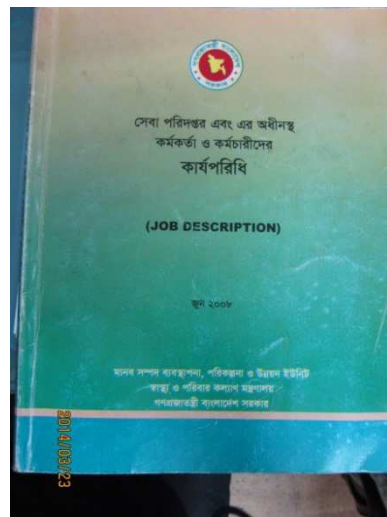 সেবা পরিদপ্তর এবং এর অধীনস্থ
কর্মকর্তা ও কর্মচারীদের
কার্যপরিধি
(JOB DESCRIPTION)
জুন ২০০৮
মানব সম্পদ ব্যবস্থাপনা, পরিকল্পনা ও উন্নয়ন ইউনিট
স্বাস্থ্য ও পরিবার কল্যাণ মন্ত্রণালয়
গণপ্রজাতন্ত্রী বাংলাদেশ সরকার
2014/03/23